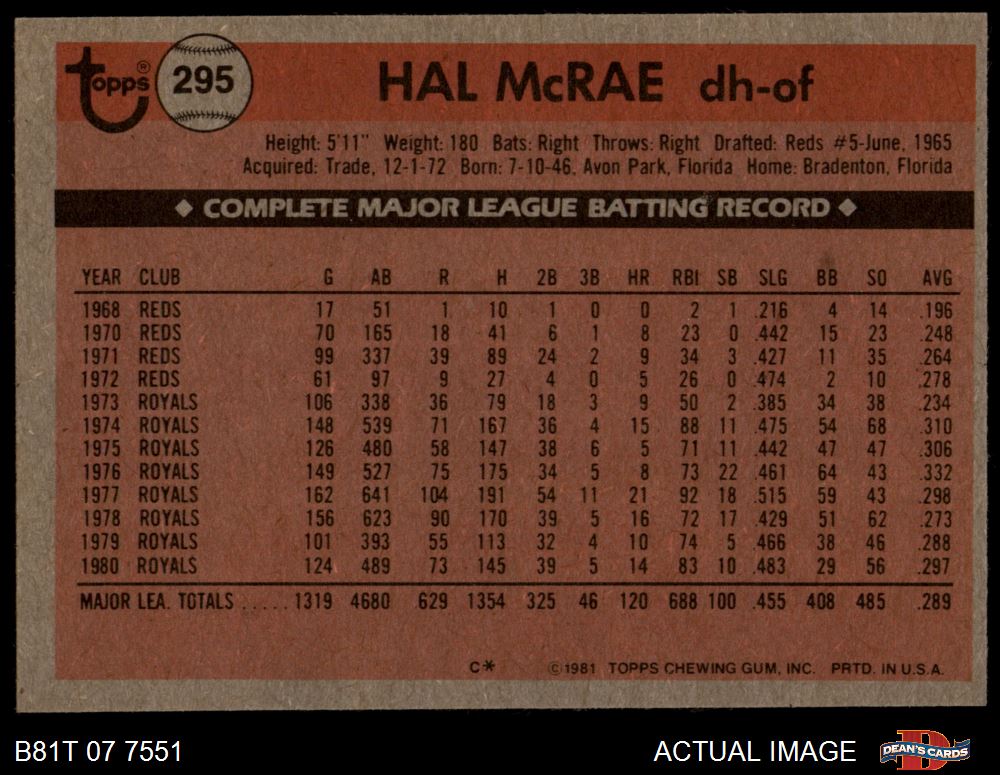 Topps® 295 HAL McRAE dh-of
Height: 5'11" Weight: 180 Bats: Right Throws: Right Drafted: Reds #5-June, 1965
Acquired: Trade, 12-1-72 Born: 7-10-46, Avon Park, Florida Home: Bradenton, Florida
◆ COMPLETE MAJOR LEAGUE BATTING RECORD ◆
YEAR CLUB G AB R H 2B 3B HR RBI SB SLG BB SO AVG
1968 REDS 17 51 1 10 1 0 0 2 1 .216 4 14 .196
1970 REDS 70 165 18 41 6 1 8 23 0 .442 15 23 .248
1971 REDS 99 337 39 89 24 2 9 34 3 .427 11 35 .264
1972 REDS 61 97 9 27 4 0 5 26 0 .474 2 10 .278
1973 ROYALS 106 338 36 79 18 3 9 50 2 .385 34 38 .234
1974 ROYALS 148 539 71 167 36 4 15 88 11 .475 54 68 .310
1975 ROYALS 126 480 58 147 38 6 5 71 11 .442 47 47 .306
1976 ROYALS 149 527 75 175 34 5 8 73 22 .461 64 43 .332
1977 ROYALS 162 641 104 191 54 11 21 92 18 .515 59 43 .298
1978 ROYALS 156 623 90 170 39 5 16 72 17 .429 51 62 .273
1979 ROYALS 101 393 55 113 32 4 10 74 5 .466 38 46 .288
1980 ROYALS 124 489 73 145 39 5 14 83 10 .483 29 56 .297
MAJOR LEA. TOTALS ..... 1319 4680 629 1354 325 46 120 688 100 .455 408 485 .289
C* ©1981 TOPPS CHEWING GUM, INC. PRTD. IN U.S.A.
B81T 07 7551 ACTUAL IMAGE D DEAN'S CARDS